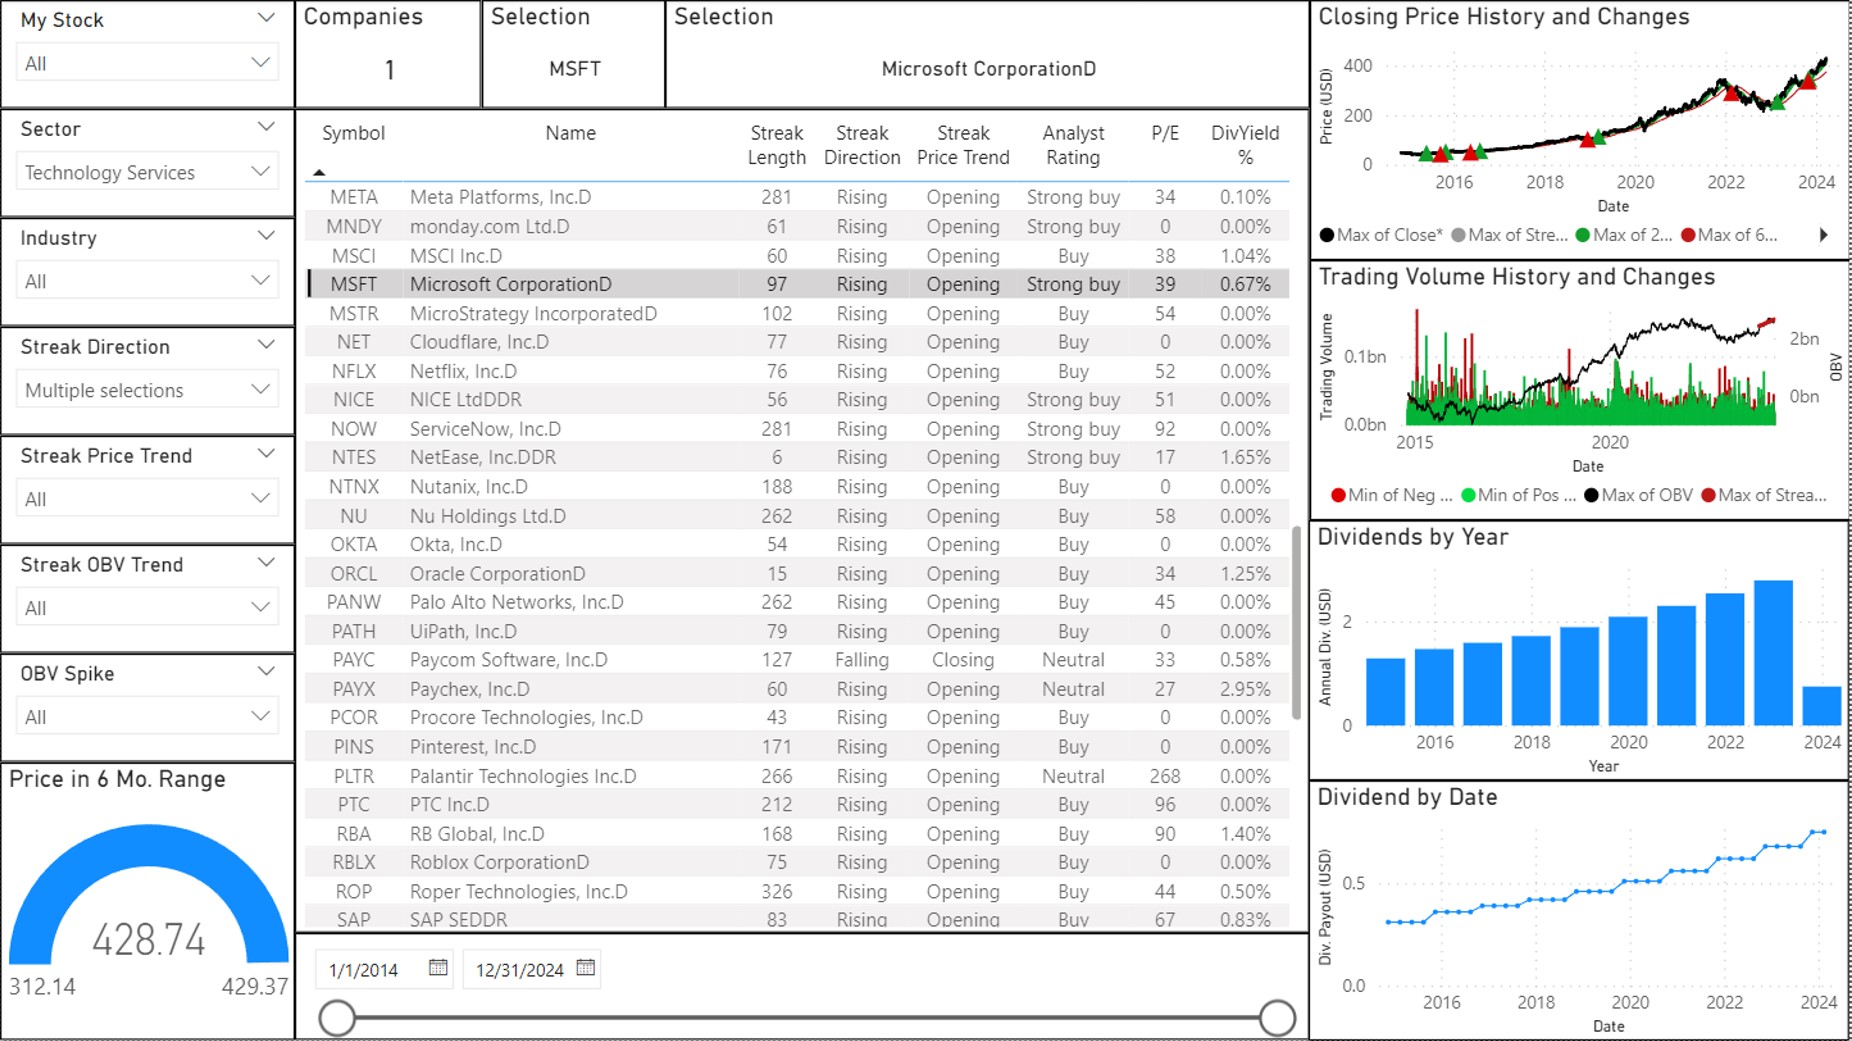 My Stock
All
Sector
Technology Services
Industry
All
Streak Direction
Multiple selections
Streak Price Trend
All
Streak OBV Trend
All
OBV Spike
All
Price in 6 Mo. Range
428.74
312.14 429.37
Companies
1
Selection
MSFT
Selection
Microsoft CorporationD
Symbol Name Streak Length Streak Direction Streak Price Trend Analyst Rating P/E DivYield %
META Meta Platforms, Inc.D 281 Rising Opening Strong buy 34 0.10%
MNDY monday.com Ltd.D 61 Rising Opening Strong buy 0 0.00%
MSCI MSCI Inc.D 60 Rising Opening Buy 38 1.04%
MSFT Microsoft CorporationD 97 Rising Opening Strong buy 39 0.67%
MSTR MicroStrategy IncorporatedD 102 Rising Opening Buy 54 0.00%
NET Cloudflare, Inc.D 77 Rising Opening Buy 0 0.00%
NFLX Netflix, Inc.D 76 Rising Opening Buy 52 0.00%
NICE NICE LtdDDR 56 Rising Opening Strong buy 51 0.00%
NOW ServiceNow, Inc.D 281 Rising Opening Strong buy 92 0.00%
NTES NetEase, Inc.DDR 6 Rising Opening Strong buy 17 1.65%
NTNX Nutanix, Inc.D 188 Rising Opening Buy 0 0.00%
NU Nu Holdings Ltd.D 262 Rising Opening Buy 58 0.00%
OKTA Okta, Inc.D 54 Rising Opening Buy 0 0.00%
ORCL Oracle CorporationD 15 Rising Opening Buy 34 1.25%
PANW Palo Alto Networks, Inc.D 262 Rising Opening Buy 45 0.00%
PATH UiPath, Inc.D 79 Rising Opening Buy 0 0.00%
PAYC Paycom Software, Inc.D 127 Falling Closing Neutral 33 0.58%
PAYX Paychex, Inc.D 60 Rising Opening Neutral 27 2.95%
PCOR Procore Technologies, Inc.D 43 Rising Opening Buy 0 0.00%
PINS Pinterest, Inc.D 171 Rising Opening Buy 0 0.00%
PLTR Palantir Technologies Inc.D 266 Rising Opening Neutral 268 0.00%
PTC PTC Inc.D 212 Rising Opening Buy 96 0.00%
RBA RB Global, Inc.D 168 Rising Opening Buy 90 1.40%
RBLX Roblox CorporationD 75 Rising Opening Buy 0 0.00%
ROP Roper Technologies, Inc.D 326 Rising Opening Buy 44 0.50%
SAP SAP SEDDR 83 Rising Opening Buy 67 0.83%
1/1/2014 12/31/2024
Closing Price History and Changes
Price (USD)
400
200
0
2016 2018 2020 2022 2024
Date
Max of Close* Max of Stre... Max of 2... Max of 6...
Trading Volume History and Changes
Trading Volume
0.1bn
0.0bn
2bn
0bn
OBV
2015 2020
Date
Min of Neg ... Min of Pos ... Max of OBV Max of Strea...
Dividends by Year
Annual Div. (USD)
2
0
2016 2018 2020 2022 2024
Year
Dividend by Date
Div. Payout (USD)
0.5
0.0
2016 2018 2020 2022 2024
Date